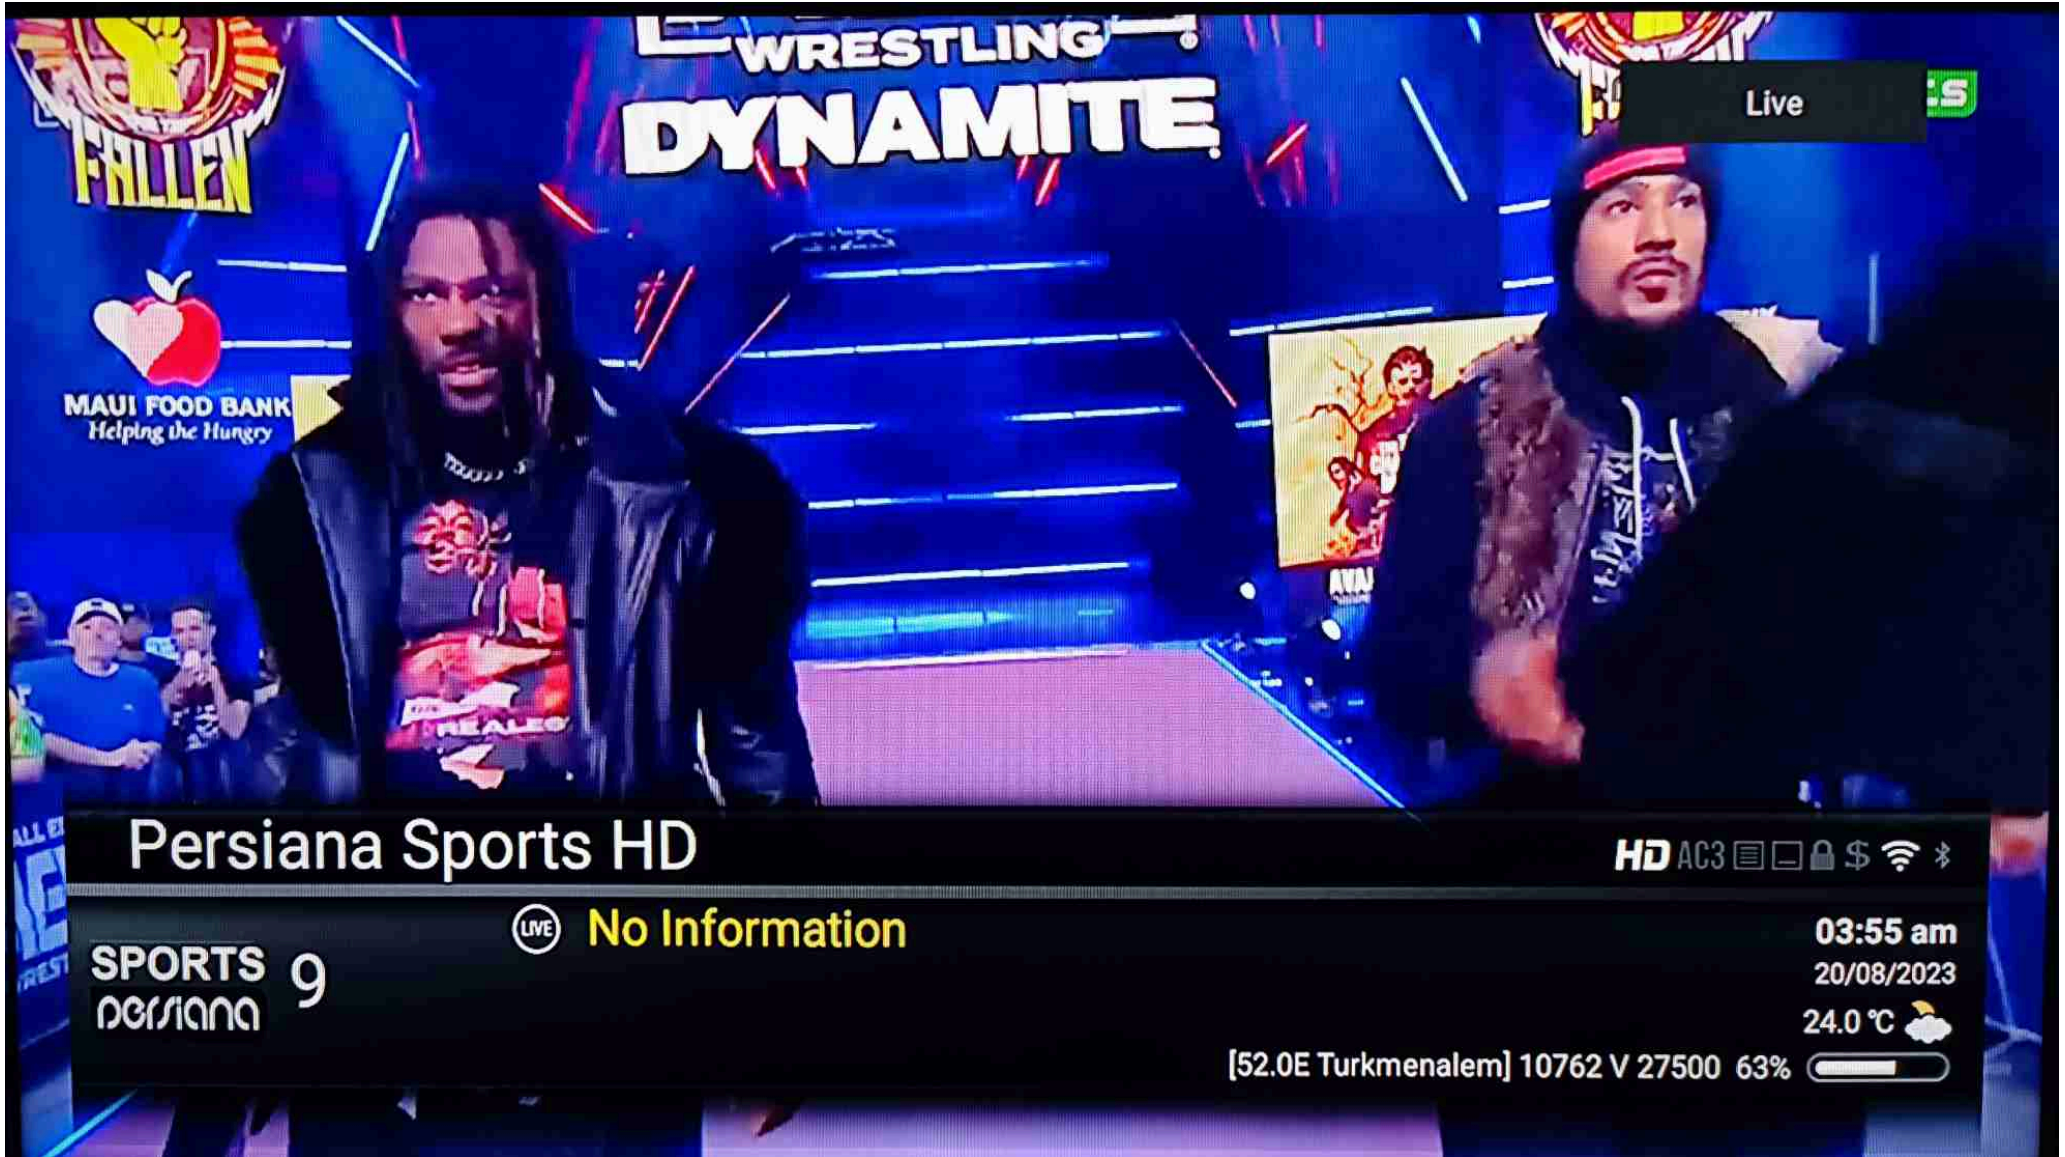 WRESTLING
DYNAMITE
FALLEN
Live
MAUI FOOD BANK
Helping the Hungry
Persiana Sports HD
HD AC3 $
LIVE No Information
SPORTS
persiana
9
03:55 am
20/08/2023
24.0 °C
[52.0E Turkmenalem] 10762 V 27500 63%